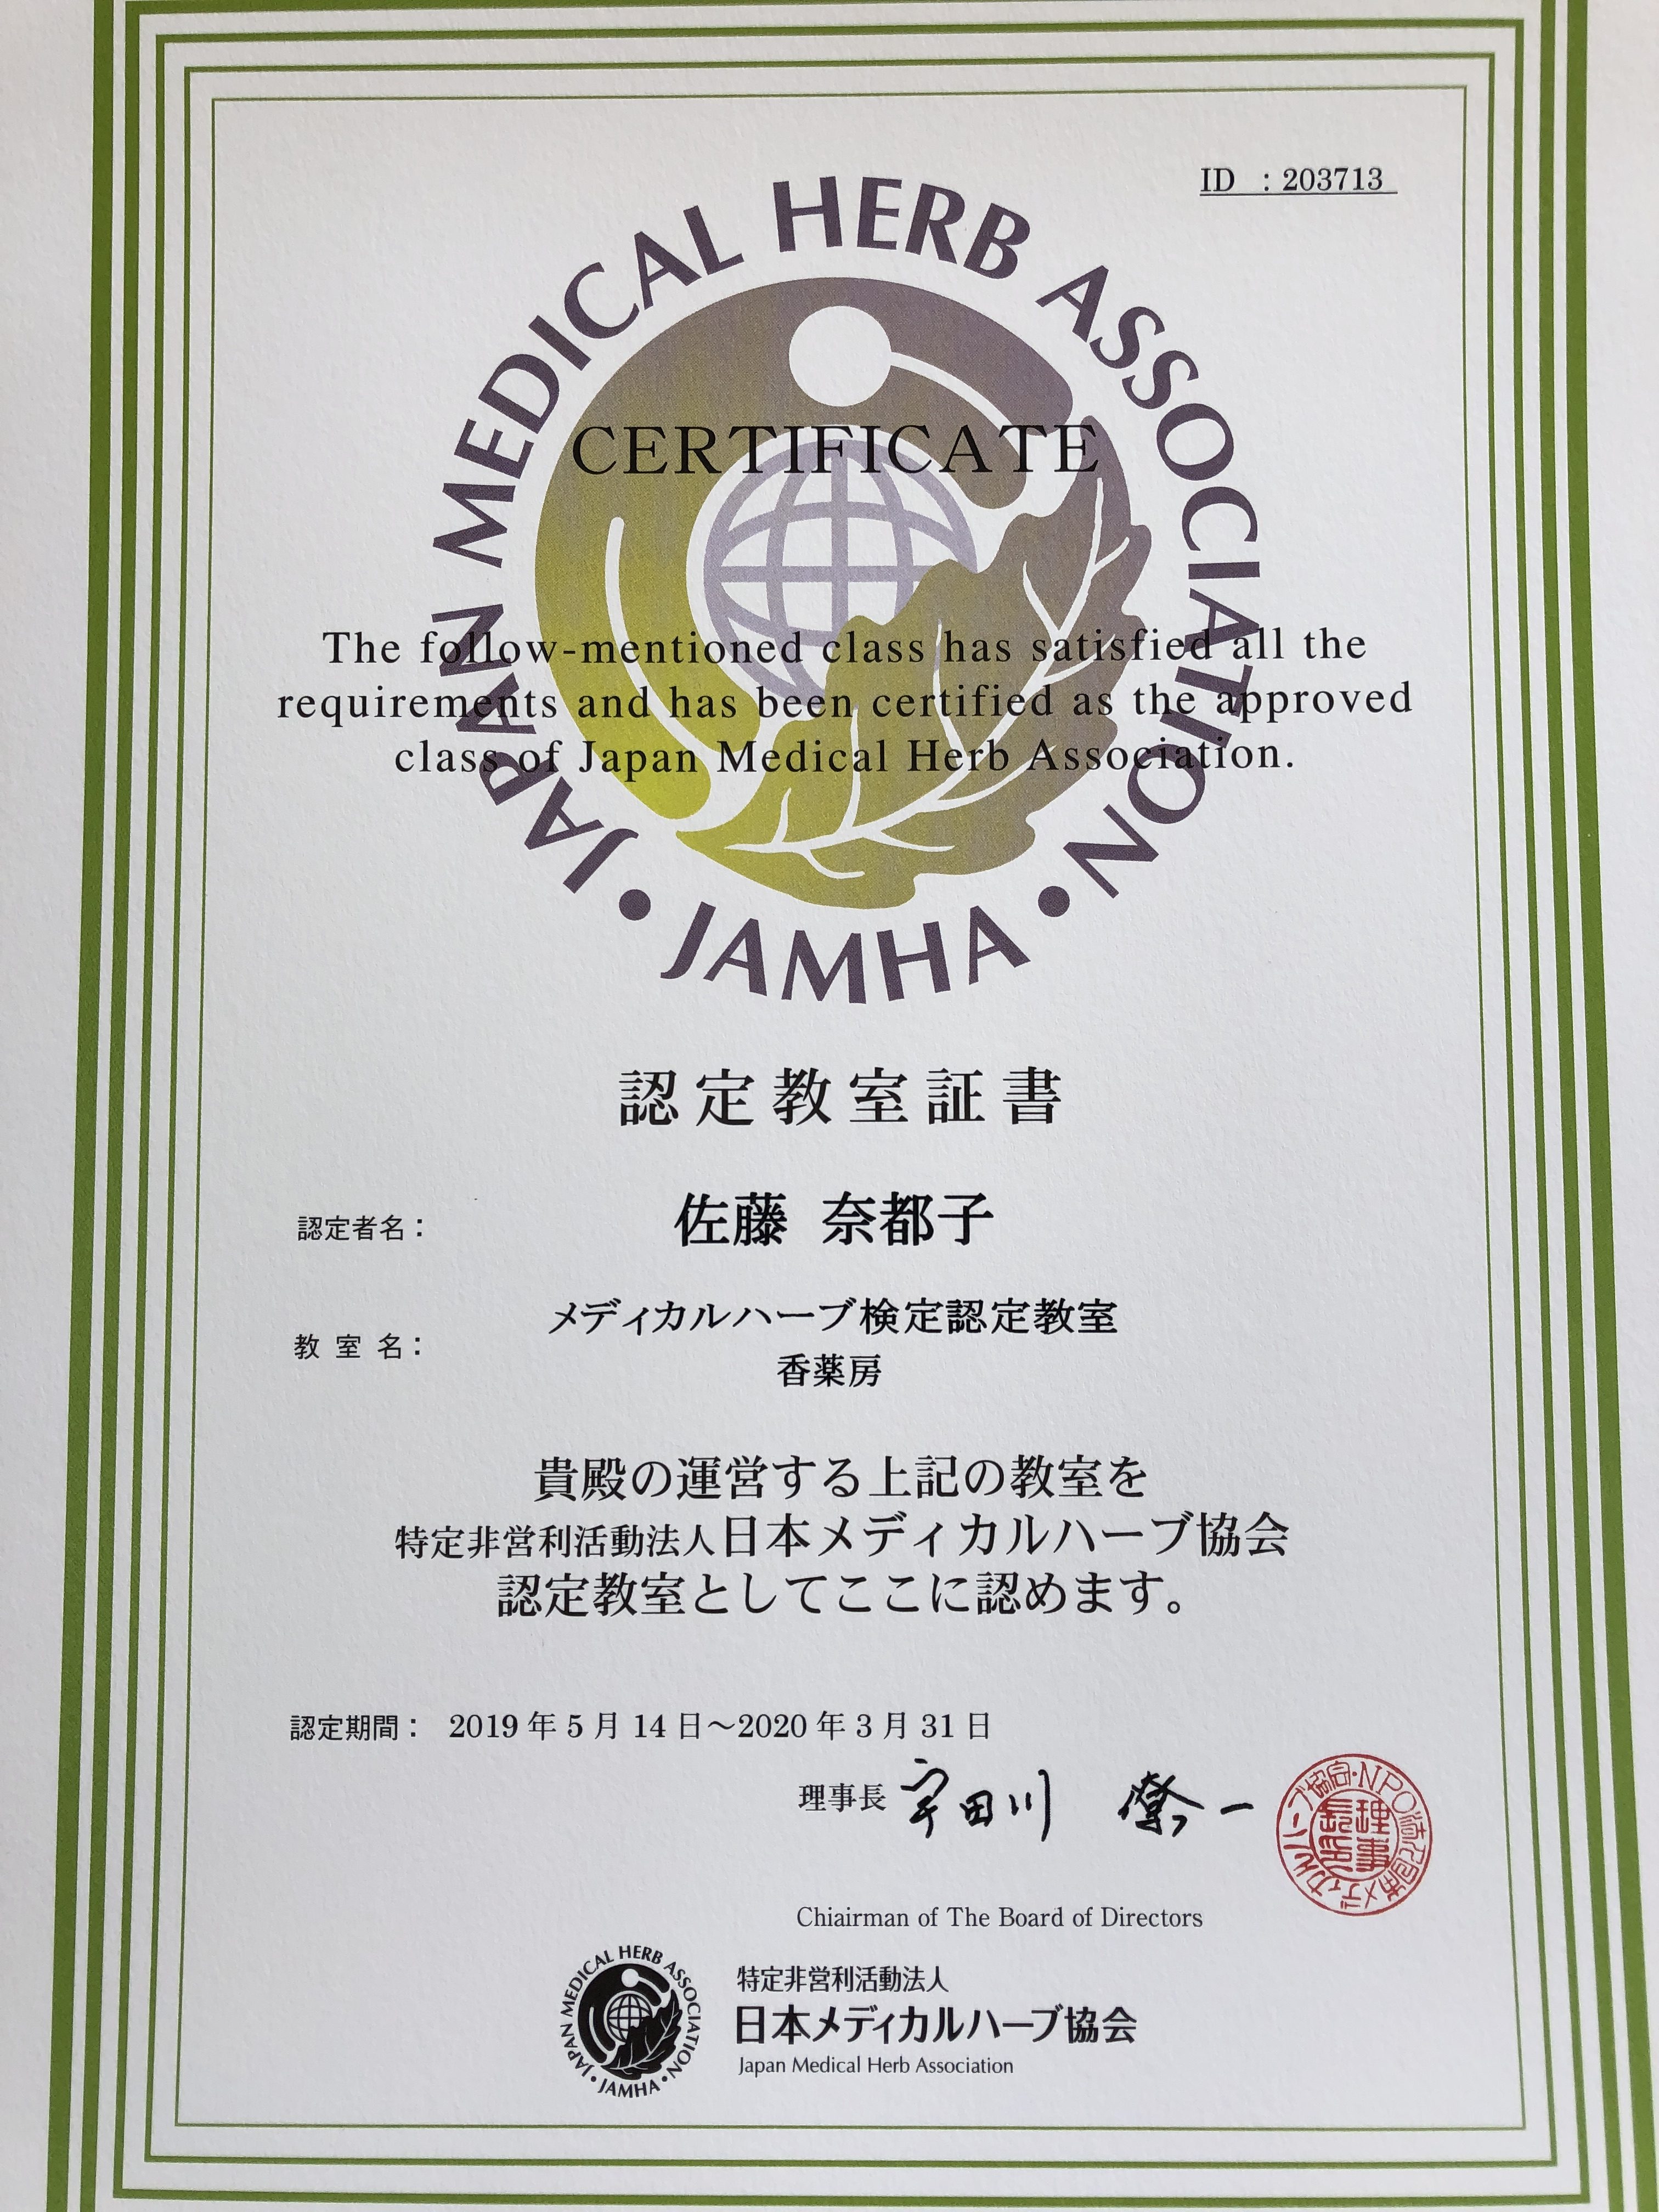 ID : 203713
JAPAN MEDICAL HERB ASSOCIATION
JAMHA
CERTIFICATE
The follow-mentioned class has satisfied all the
requirements and has been certified as the approved
class of Japan Medical Herb Association.
認定教室証書
認定者名： 佐藤 奈都子
教室名： メディカルハーブ検定認定教室
香薬房
貴殿の運営する上記の教室を
特定非営利活動法人日本メディカルハーブ協会
認定教室としてここに認めます。
認定期間： 2019年5月14日～2020年3月31日
理事長 宇田川 僚一
Chiairman of The Board of Directors
JAPAN MEDICAL HERB ASSOCIATION
JAMHA
特定非営利活動法人
日本メディカルハーブ協会
Japan Medical Herb Association